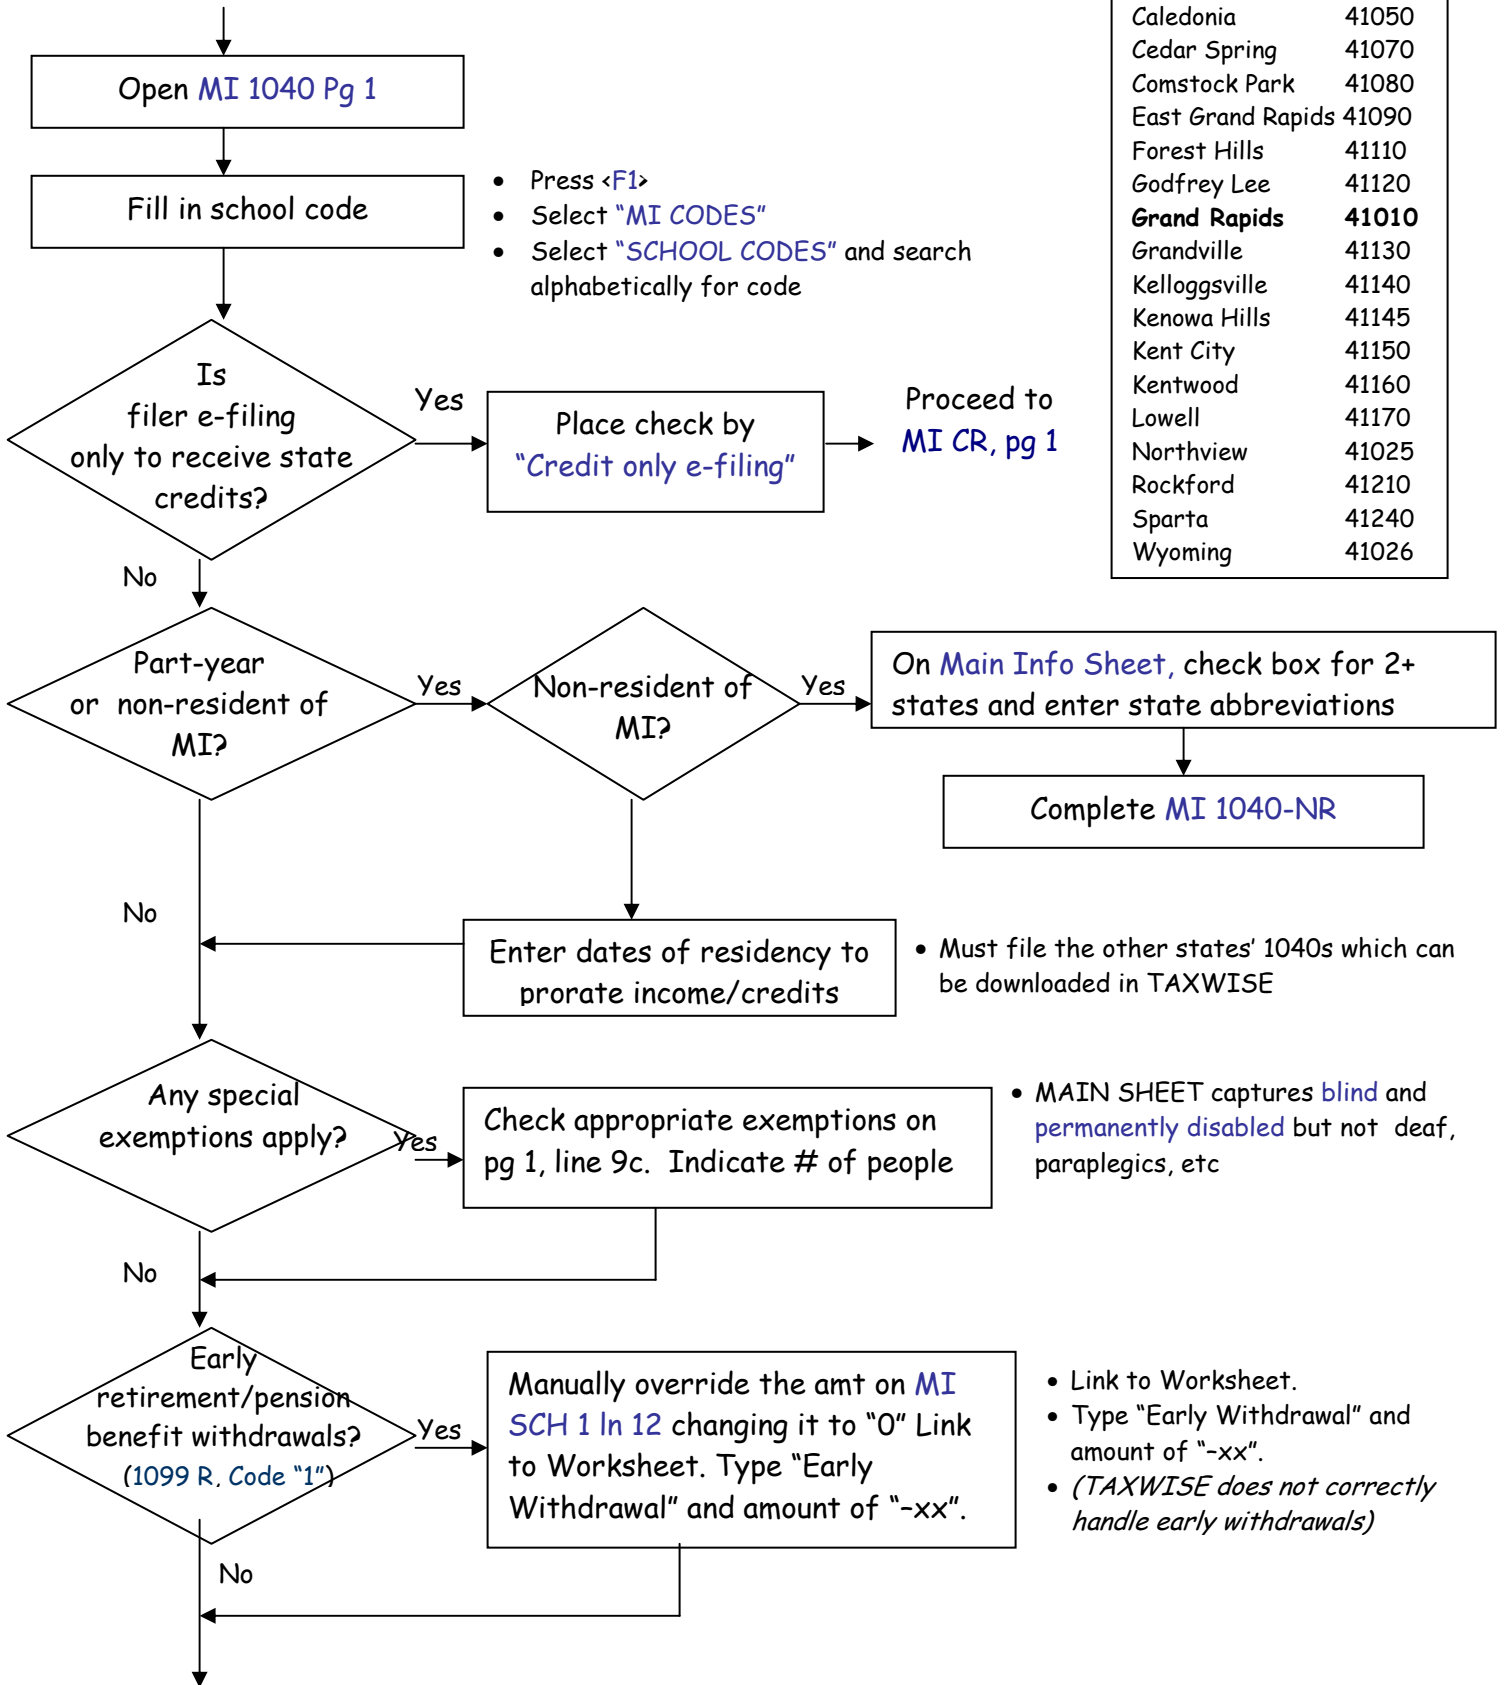 Open MI 1040 Pg 1
Fill in school code
• Press <F1>
• Select “MI CODES”
• Select “SCHOOL CODES” and search
alphabetically for code
Caledonia 41050
Cedar Spring 41070
Comstock Park 41080
East Grand Rapids 41090
Forest Hills 41110
Godfrey Lee 41120
Grand Rapids 41010
Grandville 41130
Kelloggsville 41140
Kenowa Hills 41145
Kent City 41150
Kentwood 41160
Lowell 41170
Northview 41025
Rockford 41210
Sparta 41240
Wyoming 41026
Is
filer e-filing
only to receive state
credits?
Yes
Place check by
“Credit only e-filing”
Proceed to
MI CR, pg 1
No
Part-year
or non-resident of
MI?
Yes
Non-resident of
MI?
Yes
On Main Info Sheet, check box for 2+
states and enter state abbreviations
Complete MI 1040-NR
No
Enter dates of residency to
prorate income/credits
• Must file the other states’ 1040s which can
be downloaded in TAXWISE
Any special
exemptions apply?
Yes
Check appropriate exemptions on
pg 1, line 9c. Indicate # of people
• MAIN SHEET captures blind and
permanently disabled but not deaf,
paraplegics, etc
No
Early
retirement/pension
benefit withdrawals?
(1099 R, Code “1”)
Yes
Manually override the amt on MI
SCH 1 ln 12 changing it to “0” Link
to Worksheet. Type “Early
Withdrawal” and amount of “–xx”.
• Link to Worksheet.
• Type “Early Withdrawal” and
amount of “–xx”.
• (TAXWISE does not correctly
handle early withdrawals)
No